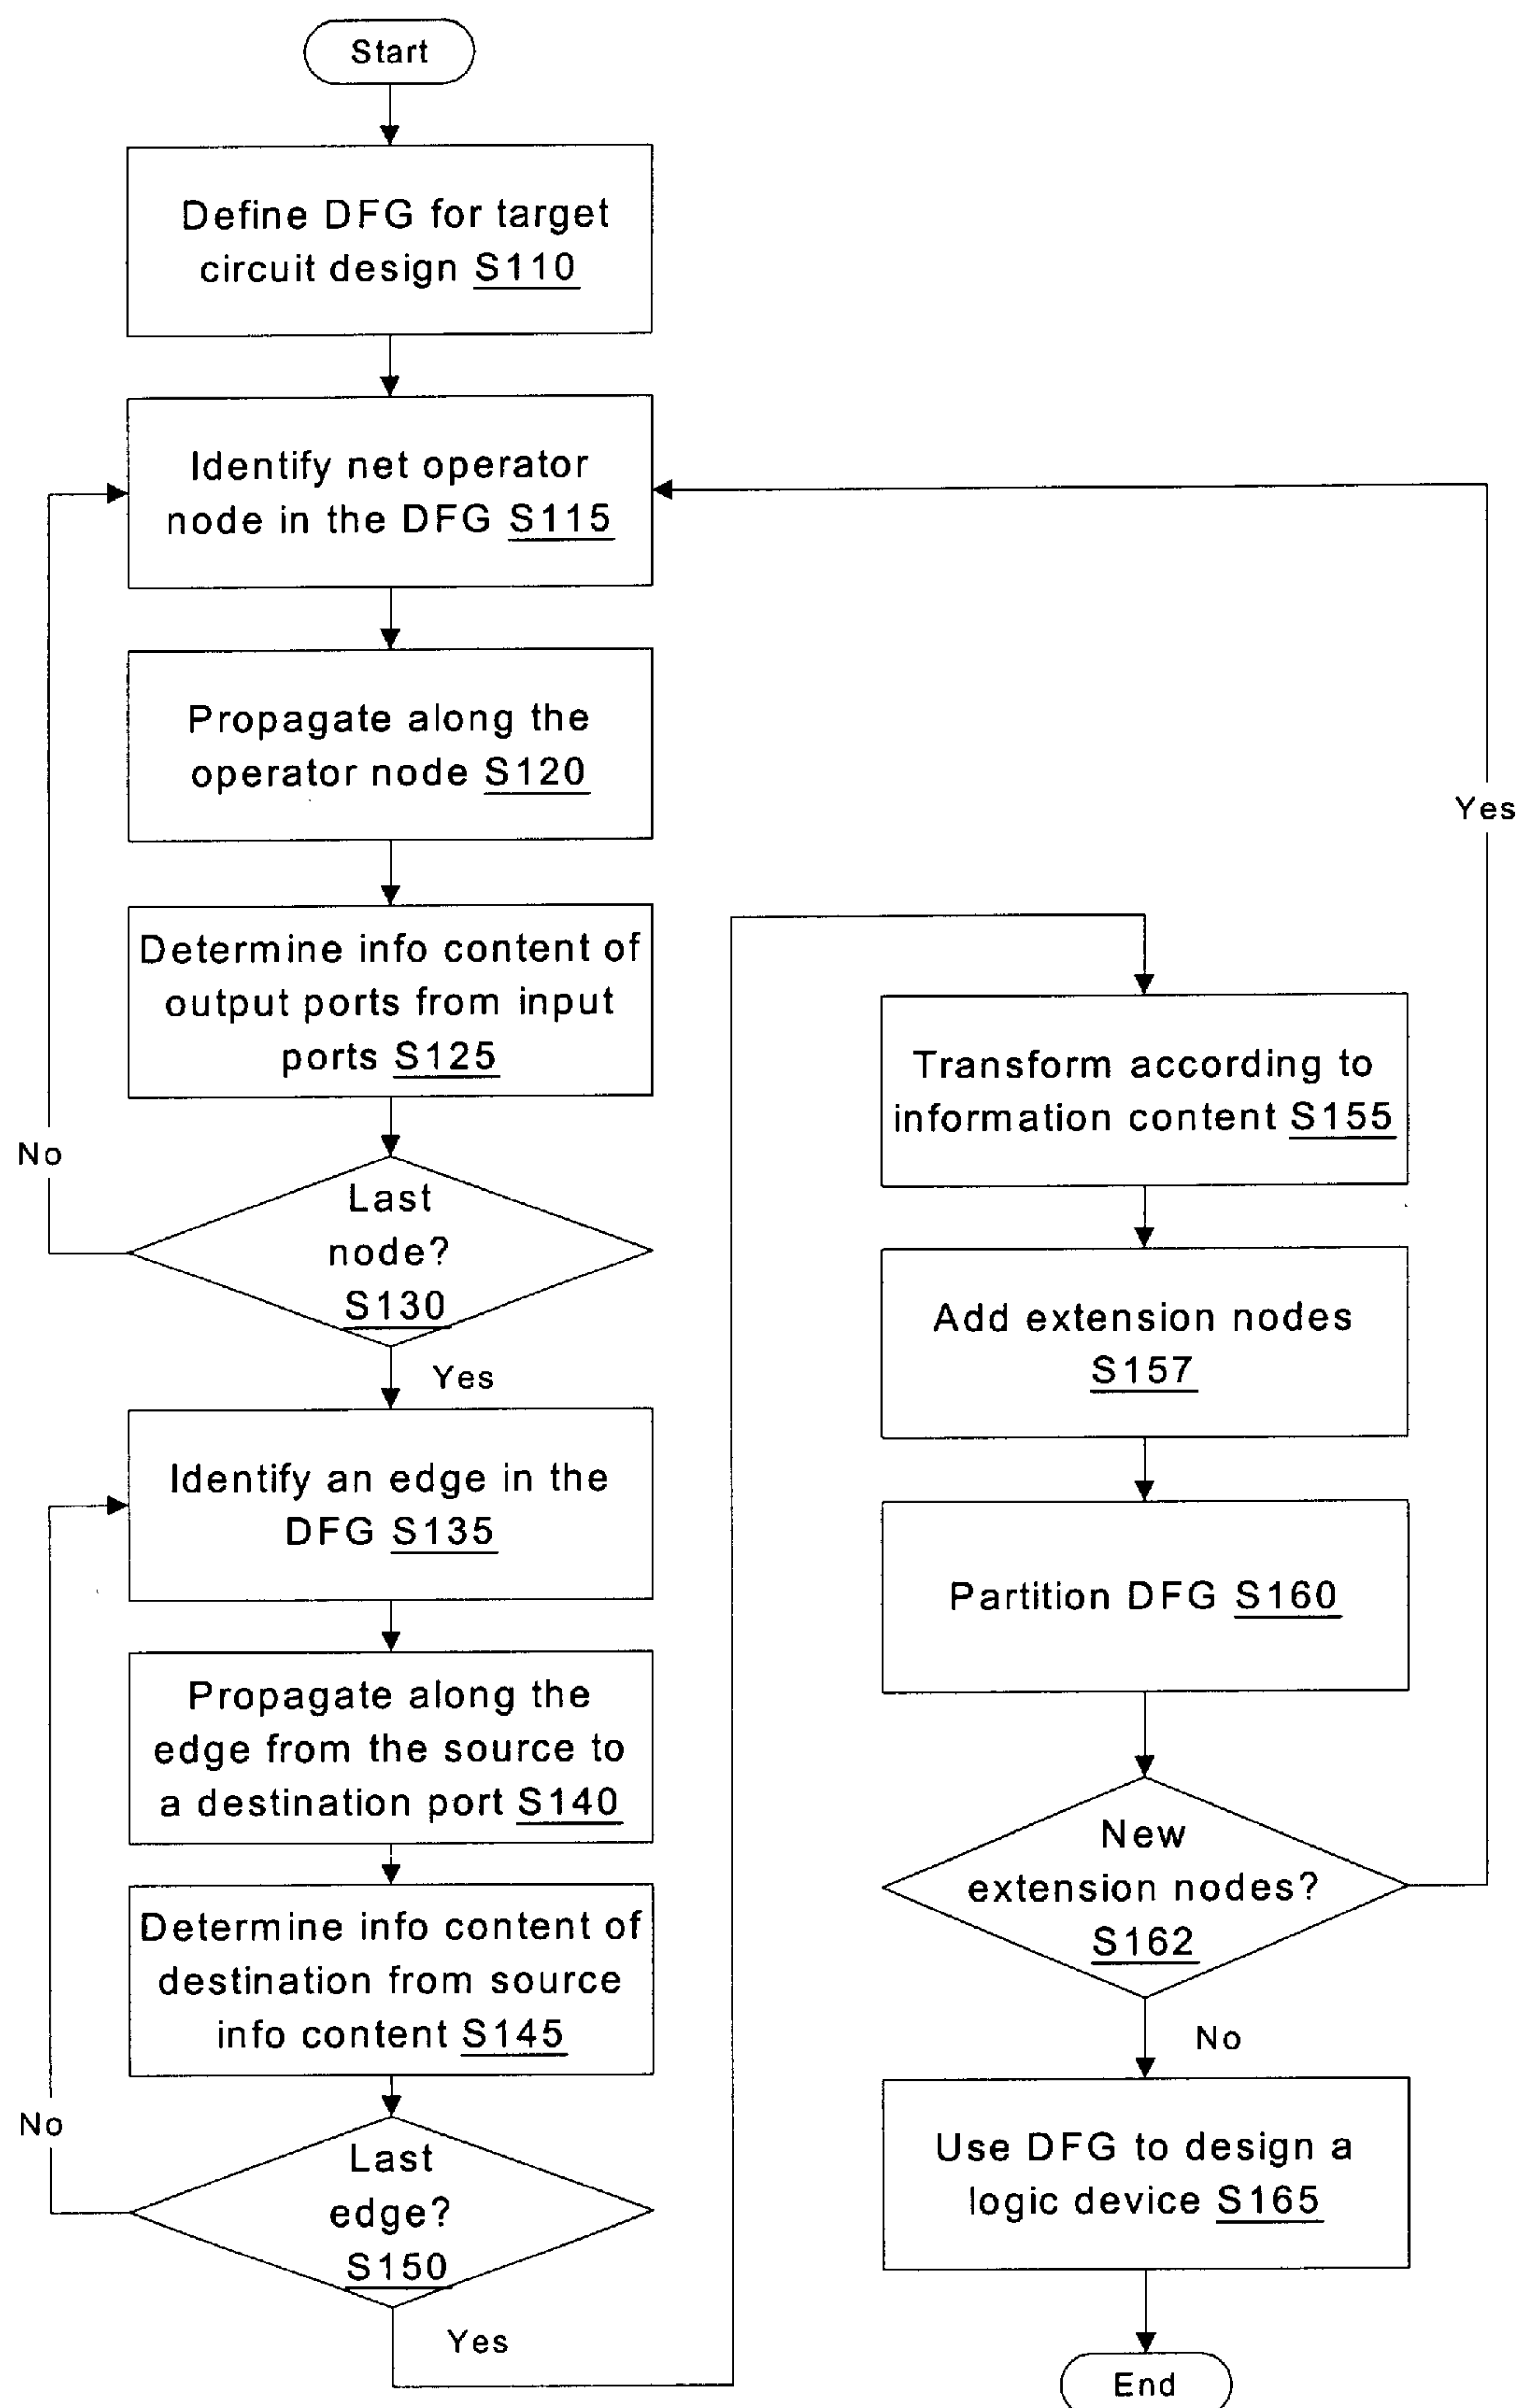 Start
Define DFG for target
circuit design S110
Identify net operator
node in the DFG S115
Propagate along the
operator node S120
Determine info content of
output ports from input
ports S125
No
Last
node?
S130
Yes
Identify an edge in the
DFG S135
Propagate along the
edge from the source to
a destination port S140
Determine info content of
destination from source
info content S145
No
Last
edge?
S150
Yes
Transform according to
information content S155
Add extension nodes
S157
Partition DFG S160
New
extension nodes?
S162
Yes
No
Use DFG to design a
logic device S165
End